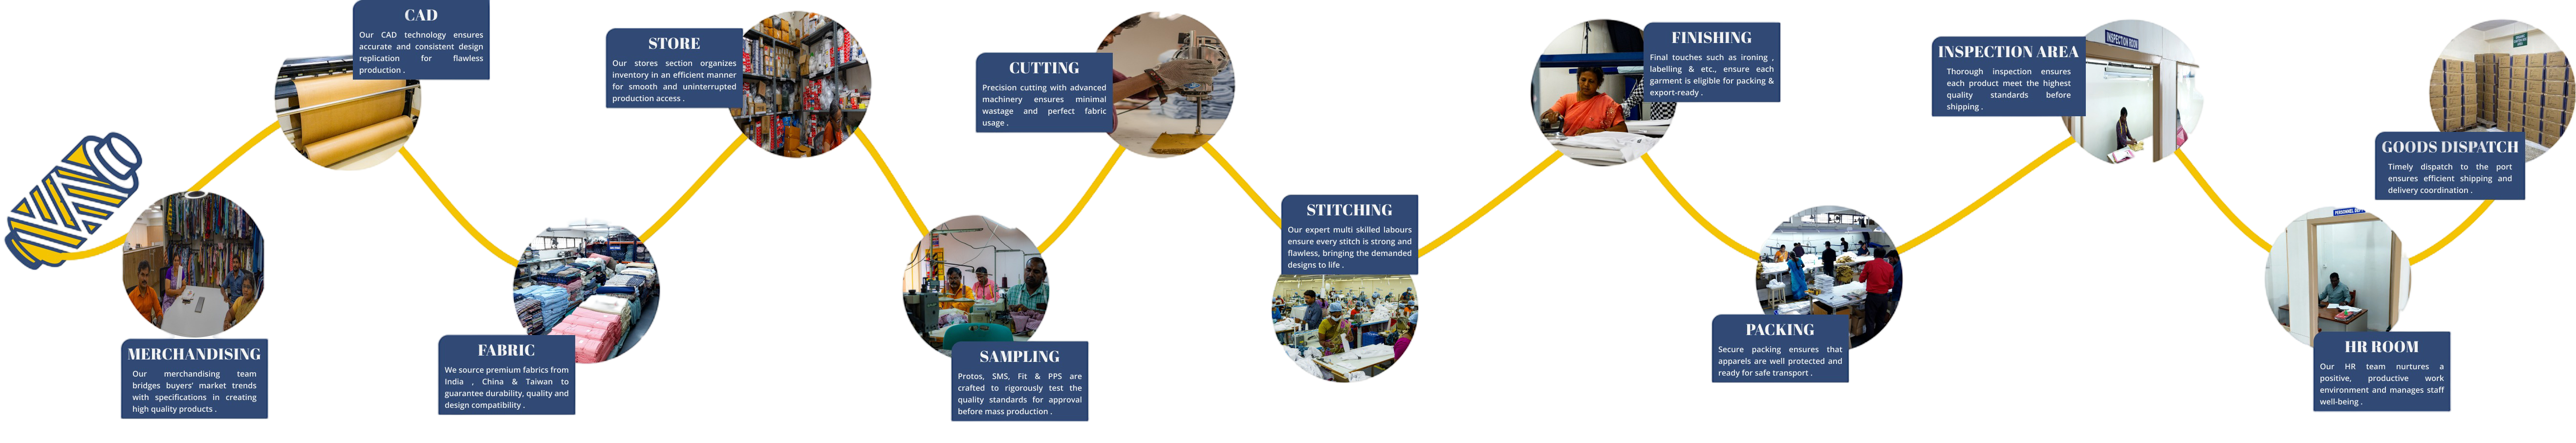 CAD
Our CAD technology ensures
accurate and consistent design
replication for flawless
production .
MERCHANDISING
Our merchandising team
bridges buyers' market trends
with specifications in creating
high quality products .
STORE
Our stores section organizes
inventory in an efficient manner
for smooth and uninterrupted
production access .
FABRIC
We source premium fabrics from
India , China & Taiwan to
guarantee durability, quality and
design compatibility .
CUTTING
Precision cutting with advanced
machinery ensures minimal
wastage and perfect fabric
usage .
SAMPLING
Protos, SMS, Fit & PPS are
crafted to rigorously test the
quality standards for approval
before mass production .
STITCHING
Our expert multi skilled labours
ensure every stitch is strong and
flawless, bringing the demanded
designs to life .
FINISHING
Final touches such as ironing ,
labelling & etc., ensure each
garment is eligible for packing &
export-ready .
PACKING
Secure packing ensures that
apparels are well protected and
ready for safe transport .
INSPECTION ROOM
INSPECTION AREA
Thorough inspection ensures
each product meet the highest
quality standards before
shipping .
PERSONNEL
HR ROOM
Our HR team nurtures a
positive, productive work
environment and manages staff
well-being .
GOODS DISPATCH
Timely dispatch to the port
ensures efficient shipping and
delivery coordination .